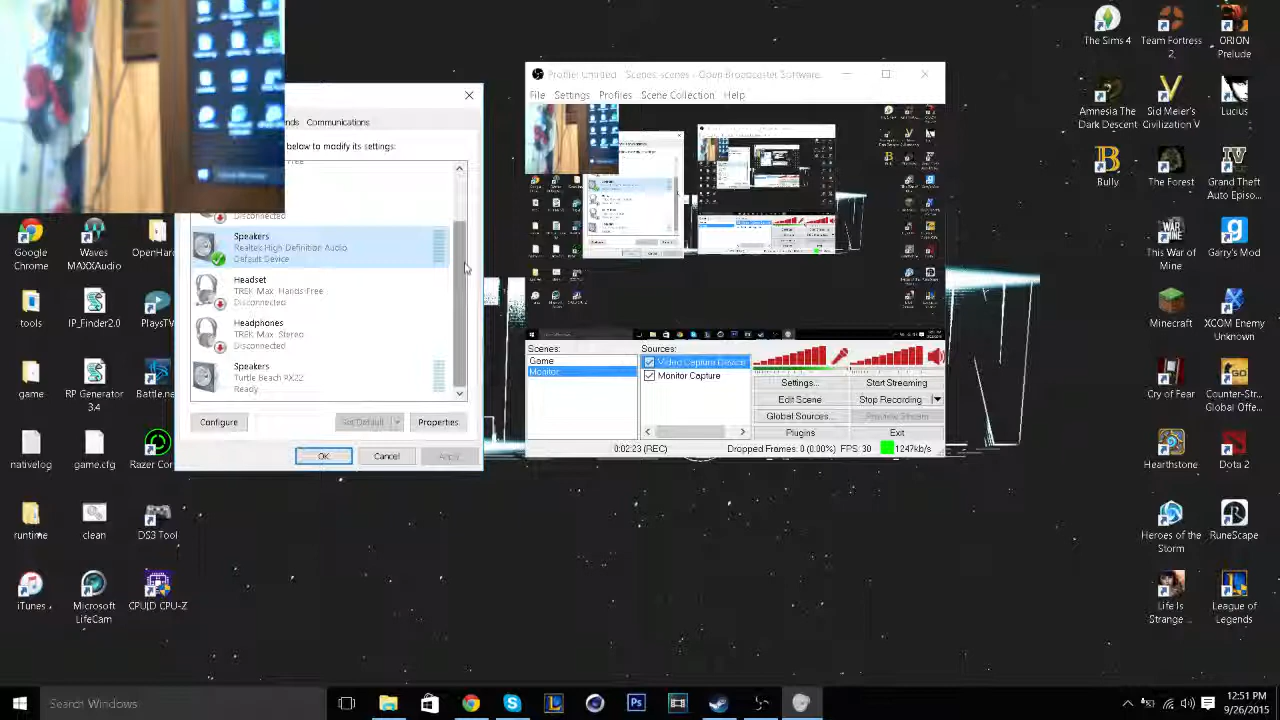 The Sims 4
Team Fortress 2
ORION Prelude
Profile: Untitled Scenes: scenes - Open Broadcaster Software
File Settings Profiles Scene Collection Help
Communications
below to modify its settings:
Disconnected
Speakers
Realtek High Definition Audio
Default Device
Headset
TREK Max Hands-Free
Disconnected
Headphones
TREK Max Stereo
Disconnected
Speakers
Turtle Beach PX22
Ready
Configure
Set Default
Properties
OK
Cancel
Apply
Scenes:
Game
Monitor
Sources:
Video Capture Device
Monitor Capture
Settings...
Start Streaming
Edit Scene
Stop Recording
Global Sources...
Preview Stream
Plugins
Exit
0:02:23 (REC)
Dropped Frames: 0 (0.00%)
FPS: 30
1247kb/s
Amnesia The Dark Descent
Sid Meier's Civilization V
Lucius
Bully
The Forest
Grand Theft Auto Episo...
This War of Mine
Garry's Mod
Minecraft
XCOM Enemy Unknown
Cry of Fear
Counter-Str... Global Offe...
Hearthstone
Dota 2
Heroes of the Storm
RuneScape
Life Is Strange ...
League of Legends
Google Chrome
MAXXAudio
tools
IP_Finder2.0
PlaysTV
game
RP Generator 3.4
nativelog
game.cfg
runtime
clean
DS3 Tool
iTunes
Microsoft LifeCam
CPUID CPU-Z
Search Windows
12:51 PM
9/26/2015